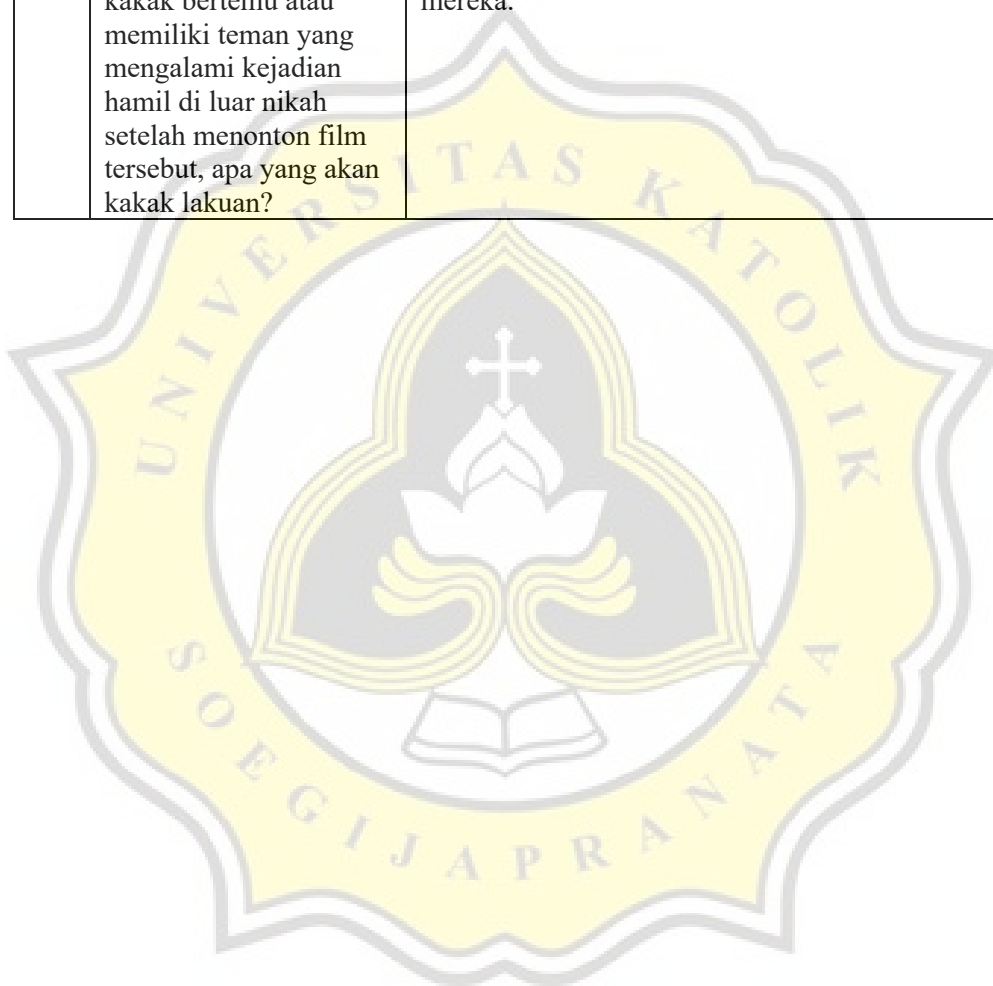 kakak bertemu atau
memiliki teman yang
mengalami kejadian
hamil di luar nikah
setelah menonton film
tersebut, apa yang akan
kakak lakuan?
mereka.
UNIVERSITAS KATOLIK
SOEGIJAPRANATA